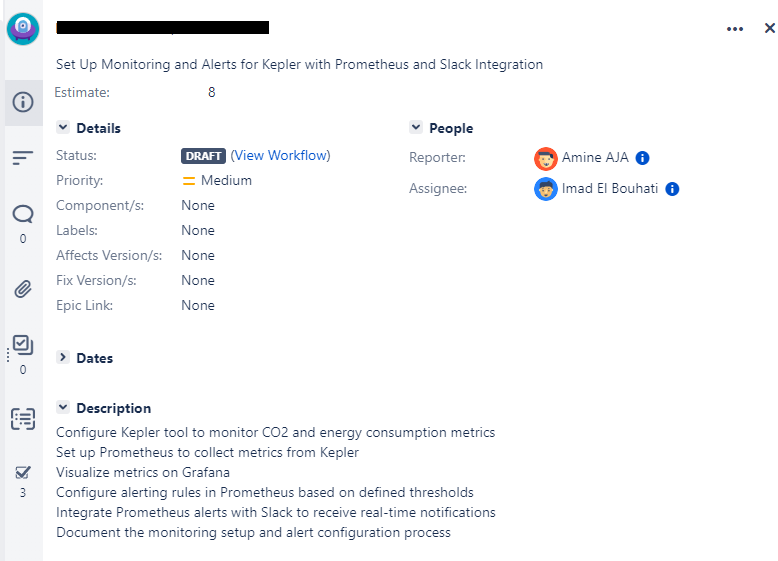 Set Up Monitoring and Alerts for Kepler with Prometheus and Slack Integration
Estimate: 8
Details
Status: DRAFT (View Workflow)
Priority: Medium
Component/s: None
Labels: None
Affects Version/s: None
Fix Version/s: None
Epic Link: None
People
Reporter: Amine AJA
Assignee: Imad El Bouhati
0
0
3
Dates
Description
Configure Kepler tool to monitor CO2 and energy consumption metrics
Set up Prometheus to collect metrics from Kepler
Visualize metrics on Grafana
Configure alerting rules in Prometheus based on defined thresholds
Integrate Prometheus alerts with Slack to receive real-time notifications
Document the monitoring setup and alert configuration process